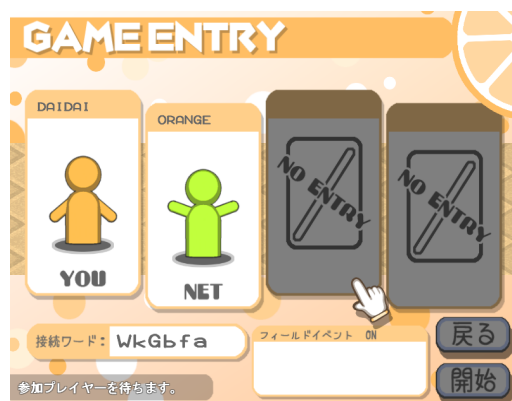 GAME ENTRY
DAIDAI
ORANGE
NO ENTRY
NO ENTRY
YOU
NET
接続ワード: WkGbfa
フィールドイベント ON
戻る
開始
参加プレイヤーを待ちます。